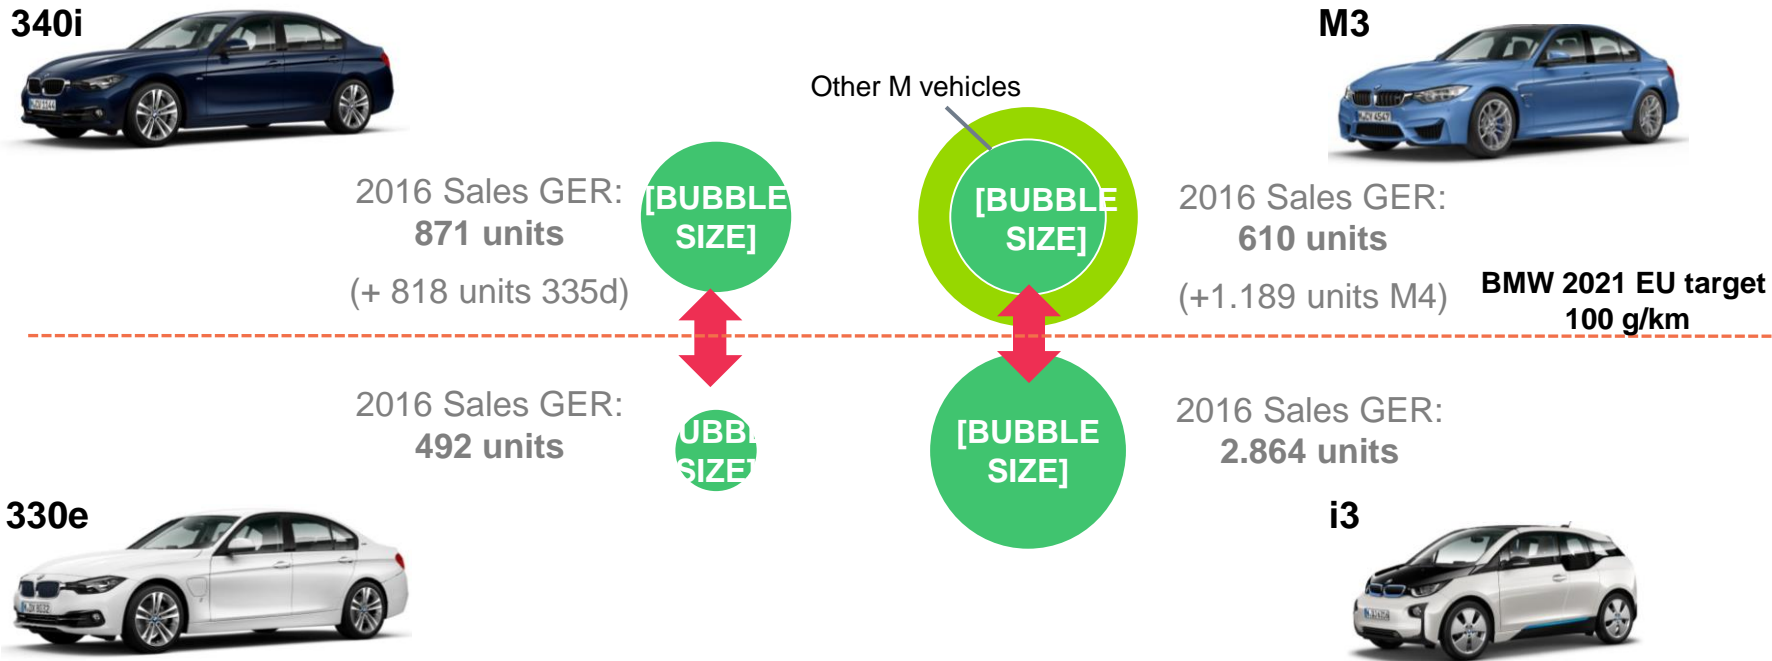 340i
M3
Other M vehicles
2016 Sales GER:
871 units
(+ 818 units 335d)
[BUBBLE
SIZE]
[BUBBLE
SIZE]
2016 Sales GER:
610 units
(+1.189 units M4)
BMW 2021 EU target
100 g/km
2016 Sales GER:
492 units
UBBL
SIZE]
[BUBBLE
SIZE]
2016 Sales GER:
2.864 units
330e
i3